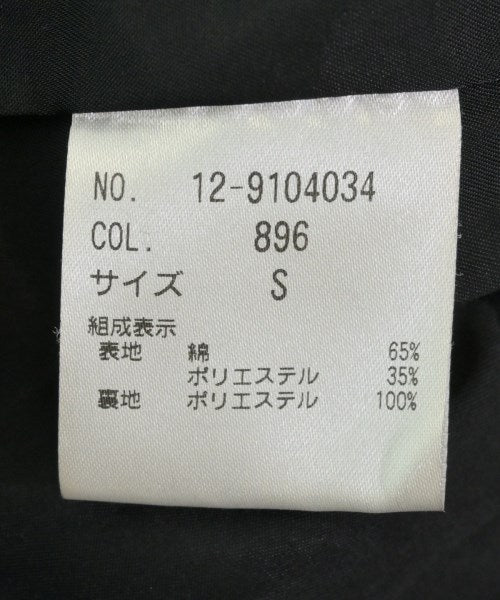 NO. 12-9104034
COL. 896
サイズ S
組成表示
表地 綿 65%
ポリエステル 35%
裏地 ポリエステル 100%